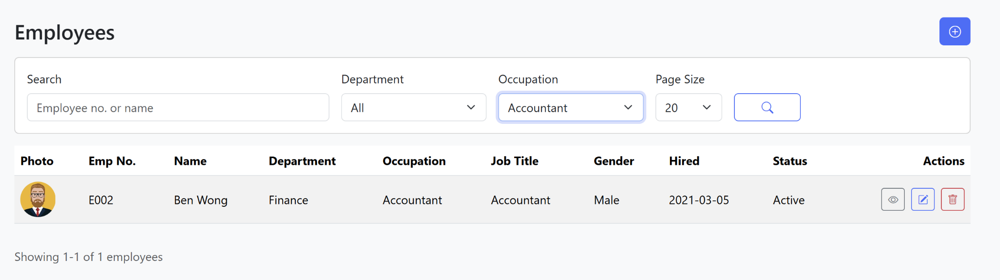 Employees
Search Department Occupation Page Size
Employee no. or name All Accountant 20
Photo Emp No. Name Department Occupation Job Title Gender Hired Status Actions
E002 Ben Wong Finance Accountant Accountant Male 2021-03-05 Active
Showing 1-1 of 1 employees